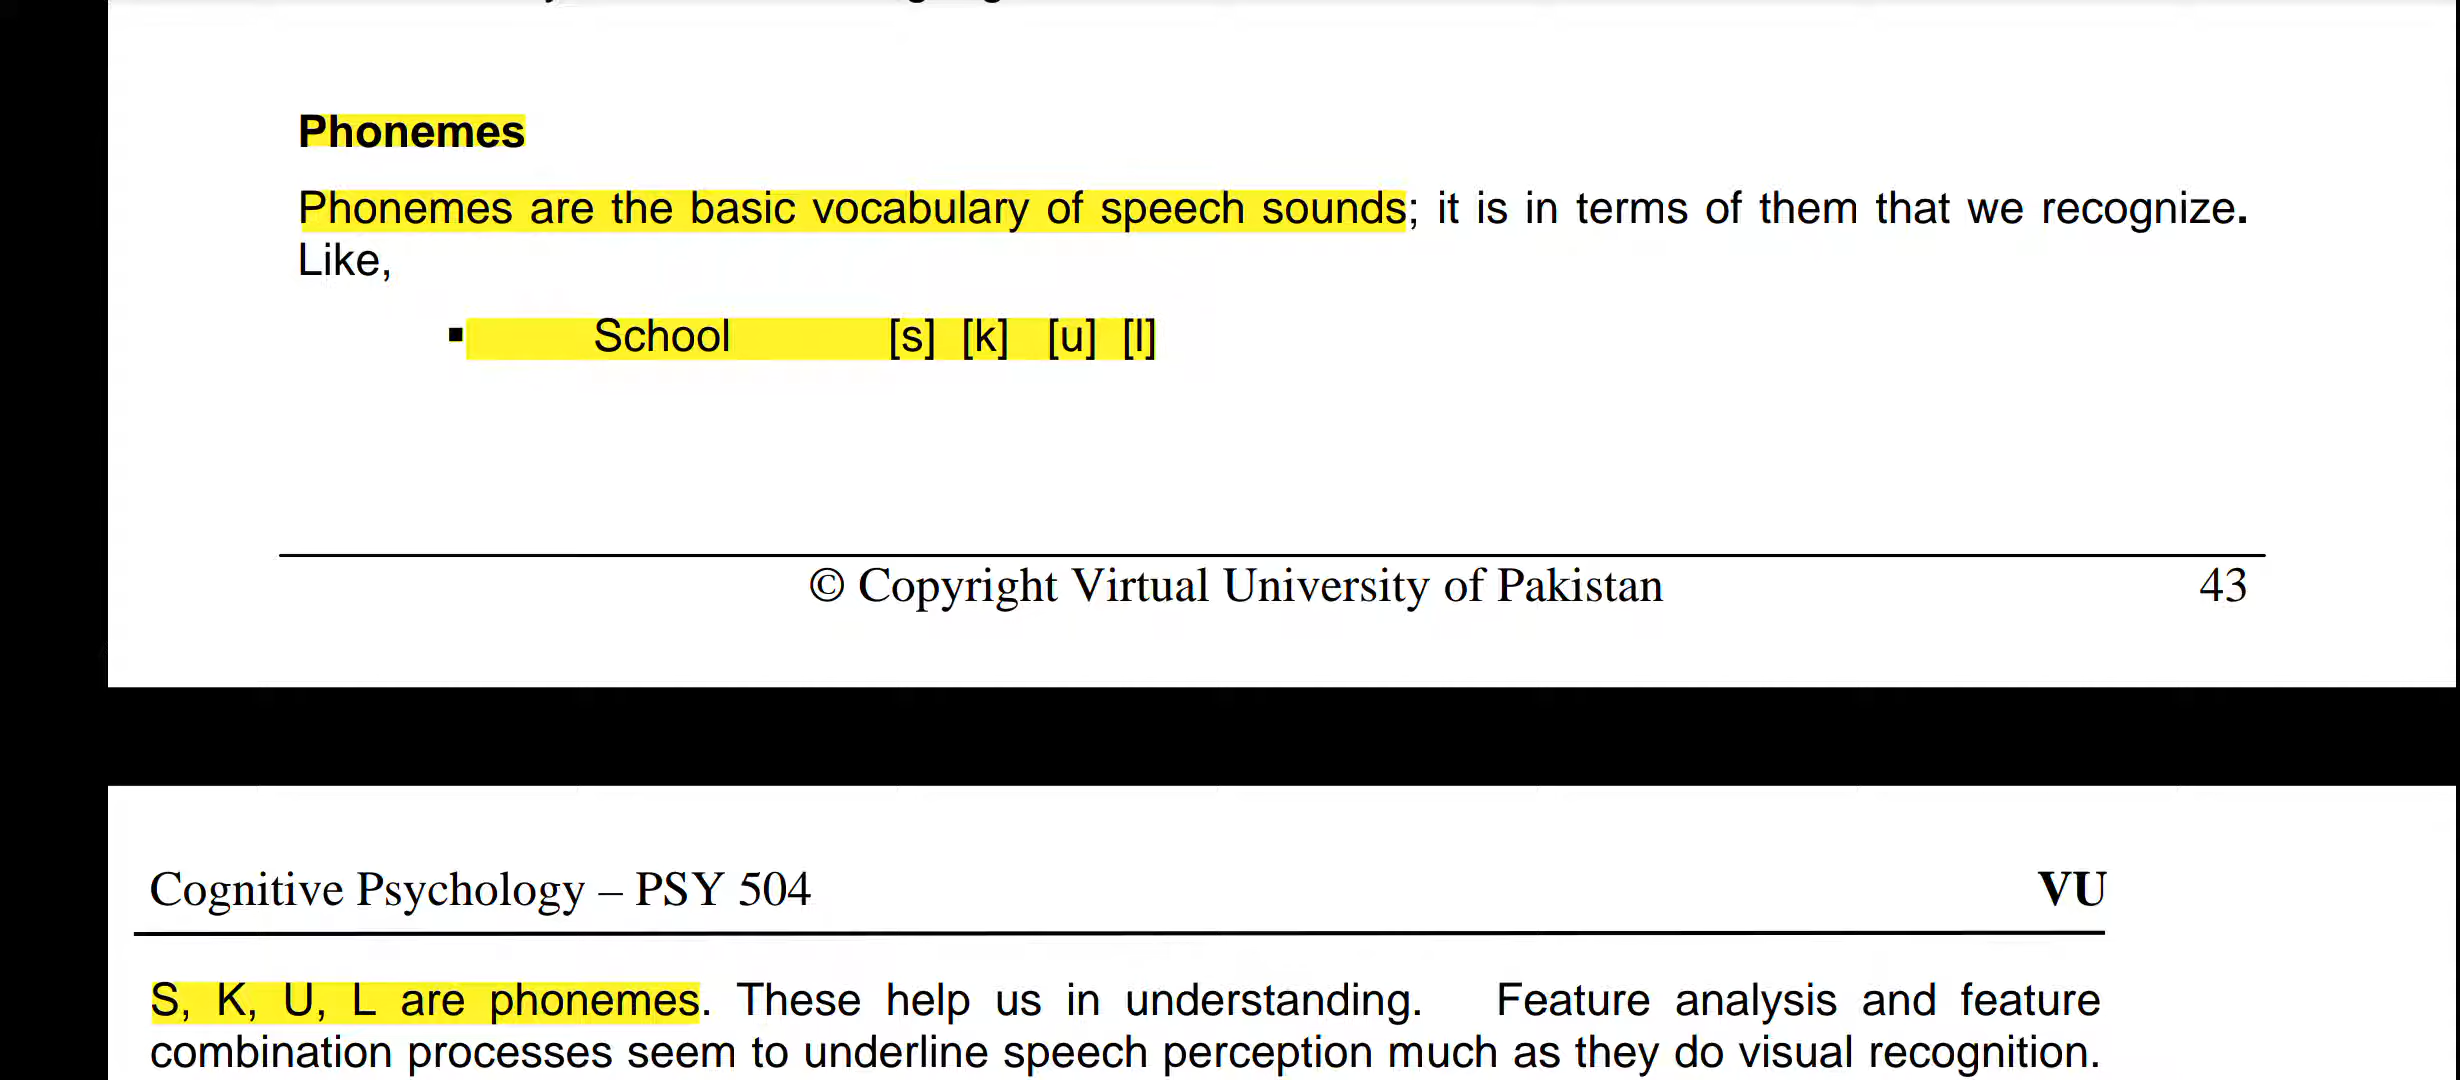 Phonemes
Phonemes are the basic vocabulary of speech sounds; it is in terms of them that we recognize.
Like,
▪ School [s] [k] [u] [l]
© Copyright Virtual University of Pakistan 43
Cognitive Psychology – PSY 504 VU
S, K, U, L are phonemes. These help us in understanding. Feature analysis and feature
combination processes seem to underline speech perception much as they do visual recognition.